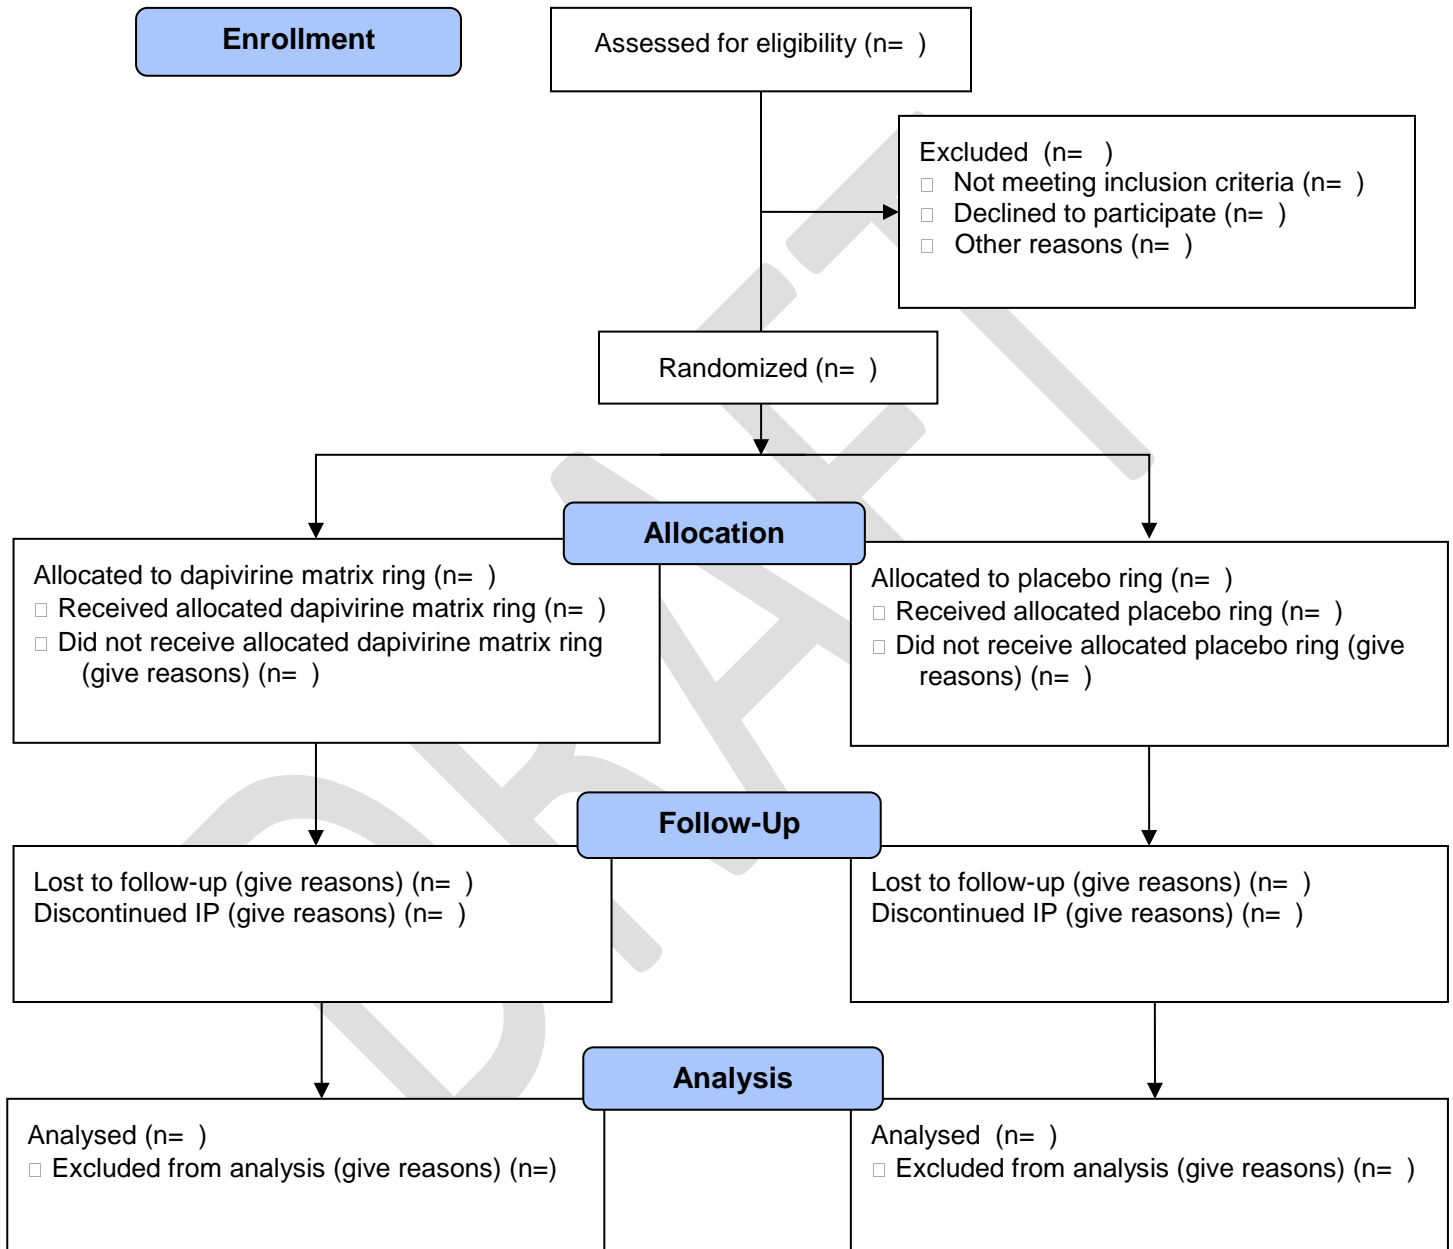 Enrollment
Assessed for eligibility (n=  )
Excluded  (n=   )
□ Not meeting inclusion criteria (n=  )
□ Declined to participate (n=  )
□ Other reasons (n=  )
Randomized (n=  )
Allocation
Allocated to dapivirine matrix ring (n=  )
□ Received allocated dapivirine matrix ring (n=  )
□ Did not receive allocated dapivirine matrix ring
(give reasons) (n=  )
Allocated to placebo ring (n=  )
□ Received allocated placebo ring (n=  )
□ Did not receive allocated placebo ring (give
reasons) (n=  )
Follow-Up
Lost to follow-up (give reasons) (n=  )
Discontinued IP (give reasons) (n=  )
Lost to follow-up (give reasons) (n=  )
Discontinued IP (give reasons) (n=  )
Analysis
Analysed (n=  )
□ Excluded from analysis (give reasons) (n=)
Analysed  (n=  )
□ Excluded from analysis (give reasons) (n=  )
DRAFT